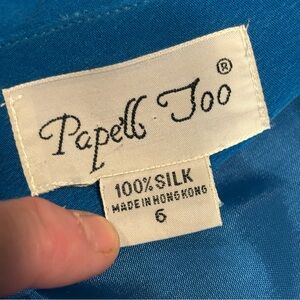 Papell Too®
100% SILK
MADE IN HONG KONG
6